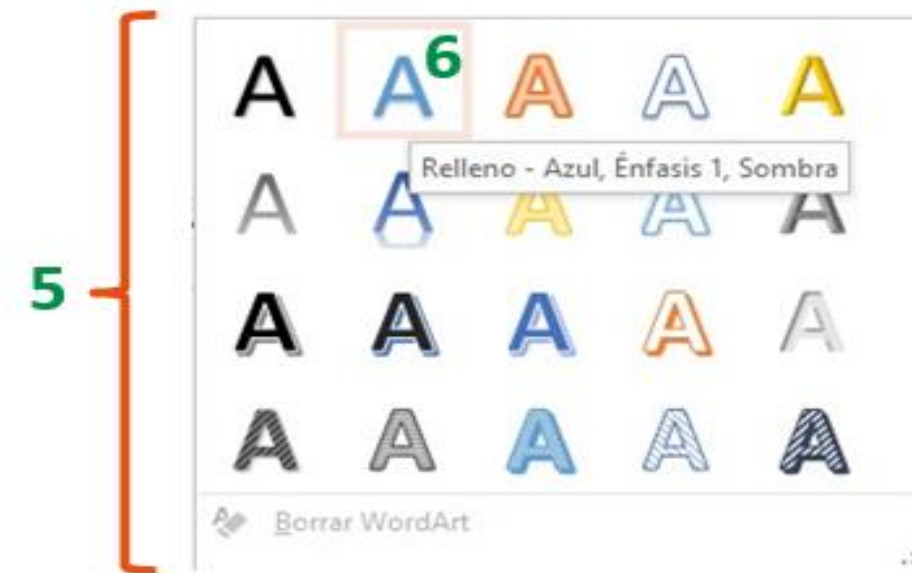 A A 6 A A A
Relleno - Azul, Énfasis 1, Sombra
A A A A A
5
A A A A A
A A A A A
Borrar WordArt